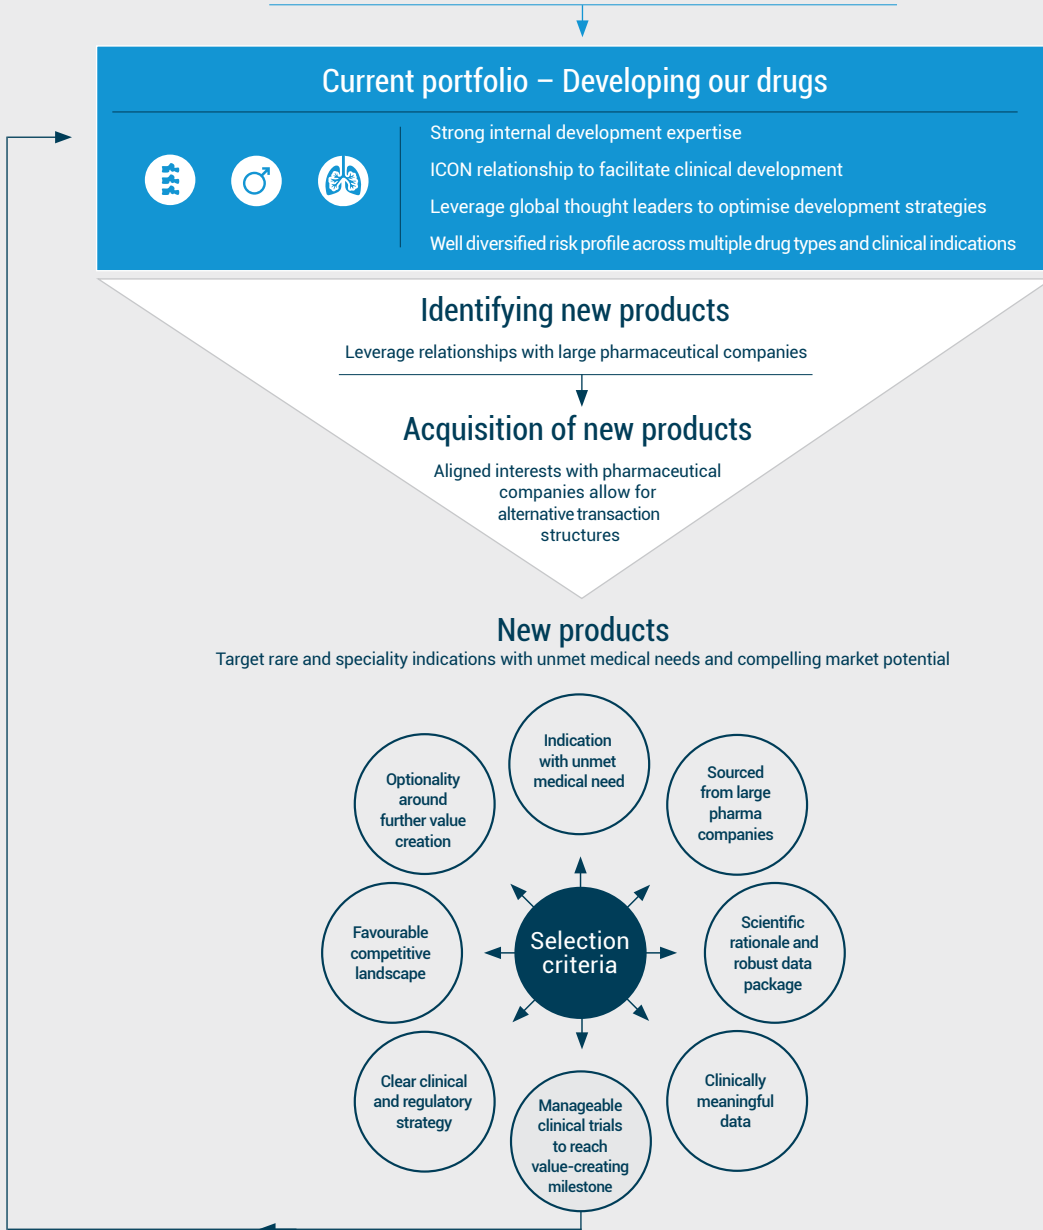 Current portfolio – Developing our drugs
Strong internal development expertise
ICON relationship to facilitate clinical development
Leverage global thought leaders to optimise development strategies
Well diversified risk profile across multiple drug types and clinical indications
Identifying new products
Leverage relationships with large pharmaceutical companies
Acquisition of new products
Aligned interests with pharmaceutical
companies allow for
alternative transaction
structures
New products
Target rare and speciality indications with unmet medical needs and compelling market potential
Indication
with unmet
medical need
Sourced
from large
pharma
companies
Scientific
rationale and
robust data
package
Clinically
meaningful
data
Manageable
clinical trials
to reach
value-creating
milestone
Clear clinical
and regulatory
strategy
Favourable
competitive
landscape
Optionality
around
further value
creation
Selection
criteria